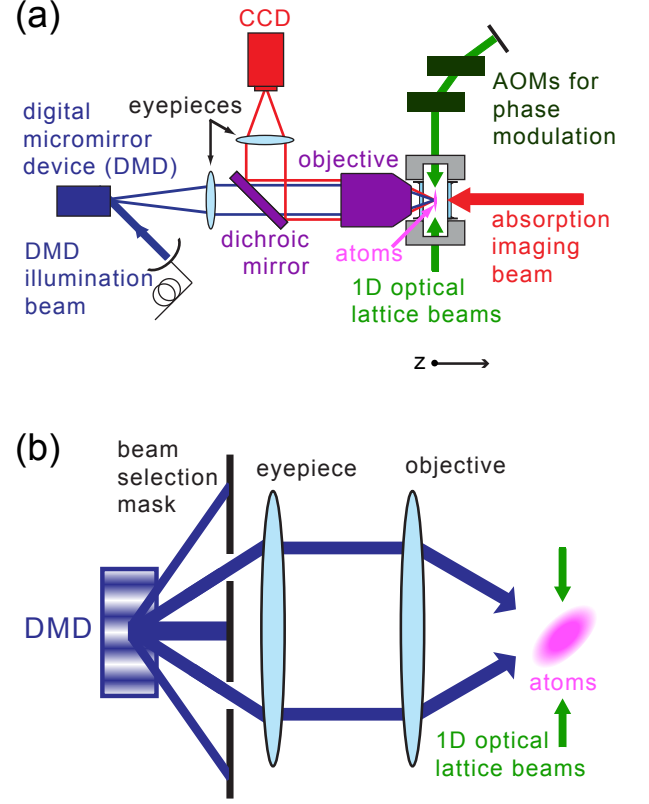 (a)
CCD
eyepieces
digital
micromirror
device (DMD)
AOMs for
phase
modulation
objective
dichroic
mirror
atoms
absorption
imaging
beam
DMD
illumination
beam
1D optical
lattice beams
z
(b)
beam
selection
mask
eyepiece
objective
DMD
atoms
1D optical
lattice beams